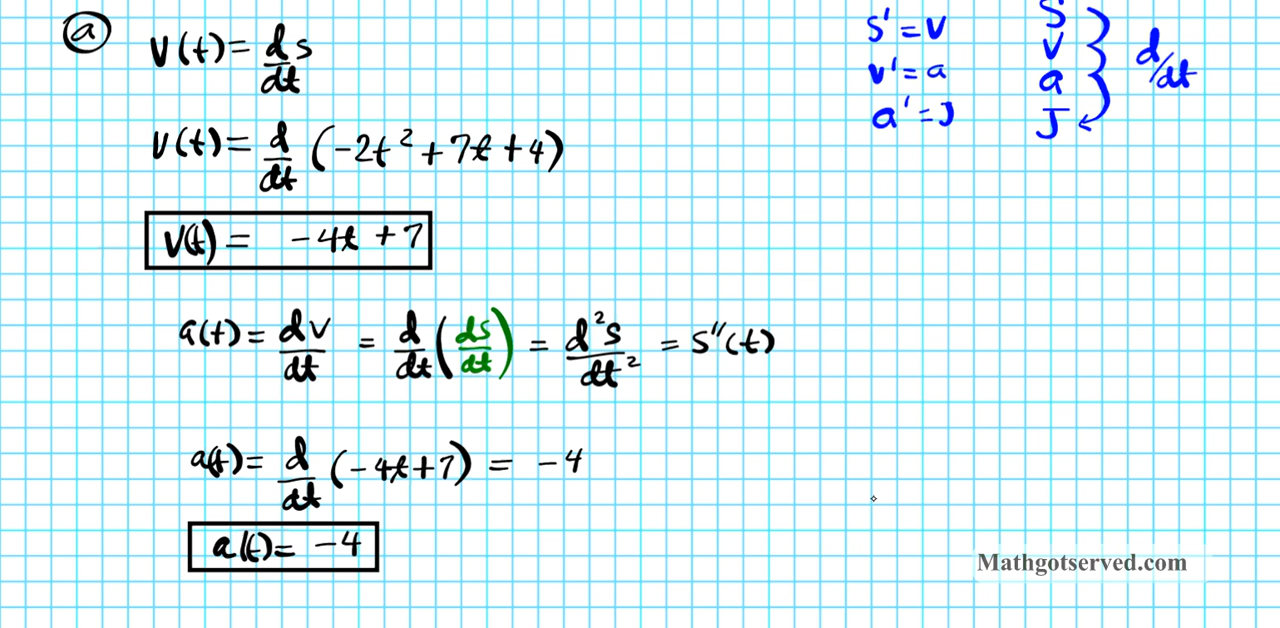 (a) V(t) = ds/dt
S' = V
V' = a
a' = J
S
V
a
J
d/dt
V(t) = d/dt (-2t² + 7t + 4)
V(t) = -4t + 7
a(t) = dV/dt = d/dt (ds/dt) = d²s/dt² = S''(t)
a(t) = d/dt (-4t + 7) = -4
a(t) = -4
Mathgotserved.com